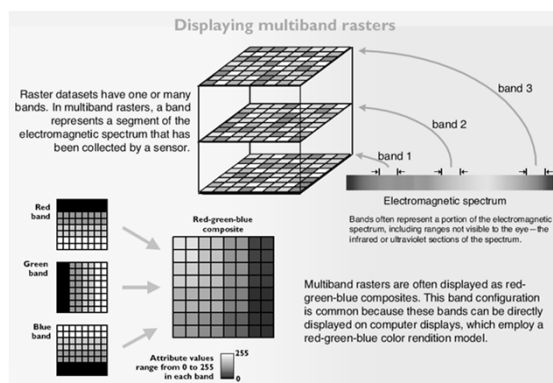 Displaying multiband rasters
Raster datasets have one or many
bands. In multiband rasters, a band
represents a segment of the
electromagnetic spectrum that has
been collected by a sensor.
band 3
band 2
band 1
Electromagnetic spectrum
Bands often represent a portion of the electromagnetic
spectrum, including ranges not visible to the eye—the
infrared or ultraviolet sections of the spectrum.
Red
band
Green
band
Blue
band
Red-green-blue
composite
Attribute values
range from 0 to 255
in each band
255
0
Multiband rasters are often displayed as red-
green-blue composites. This band configuration
is common because these bands can be directly
displayed on computer displays, which employ a
red-green-blue color rendition model.